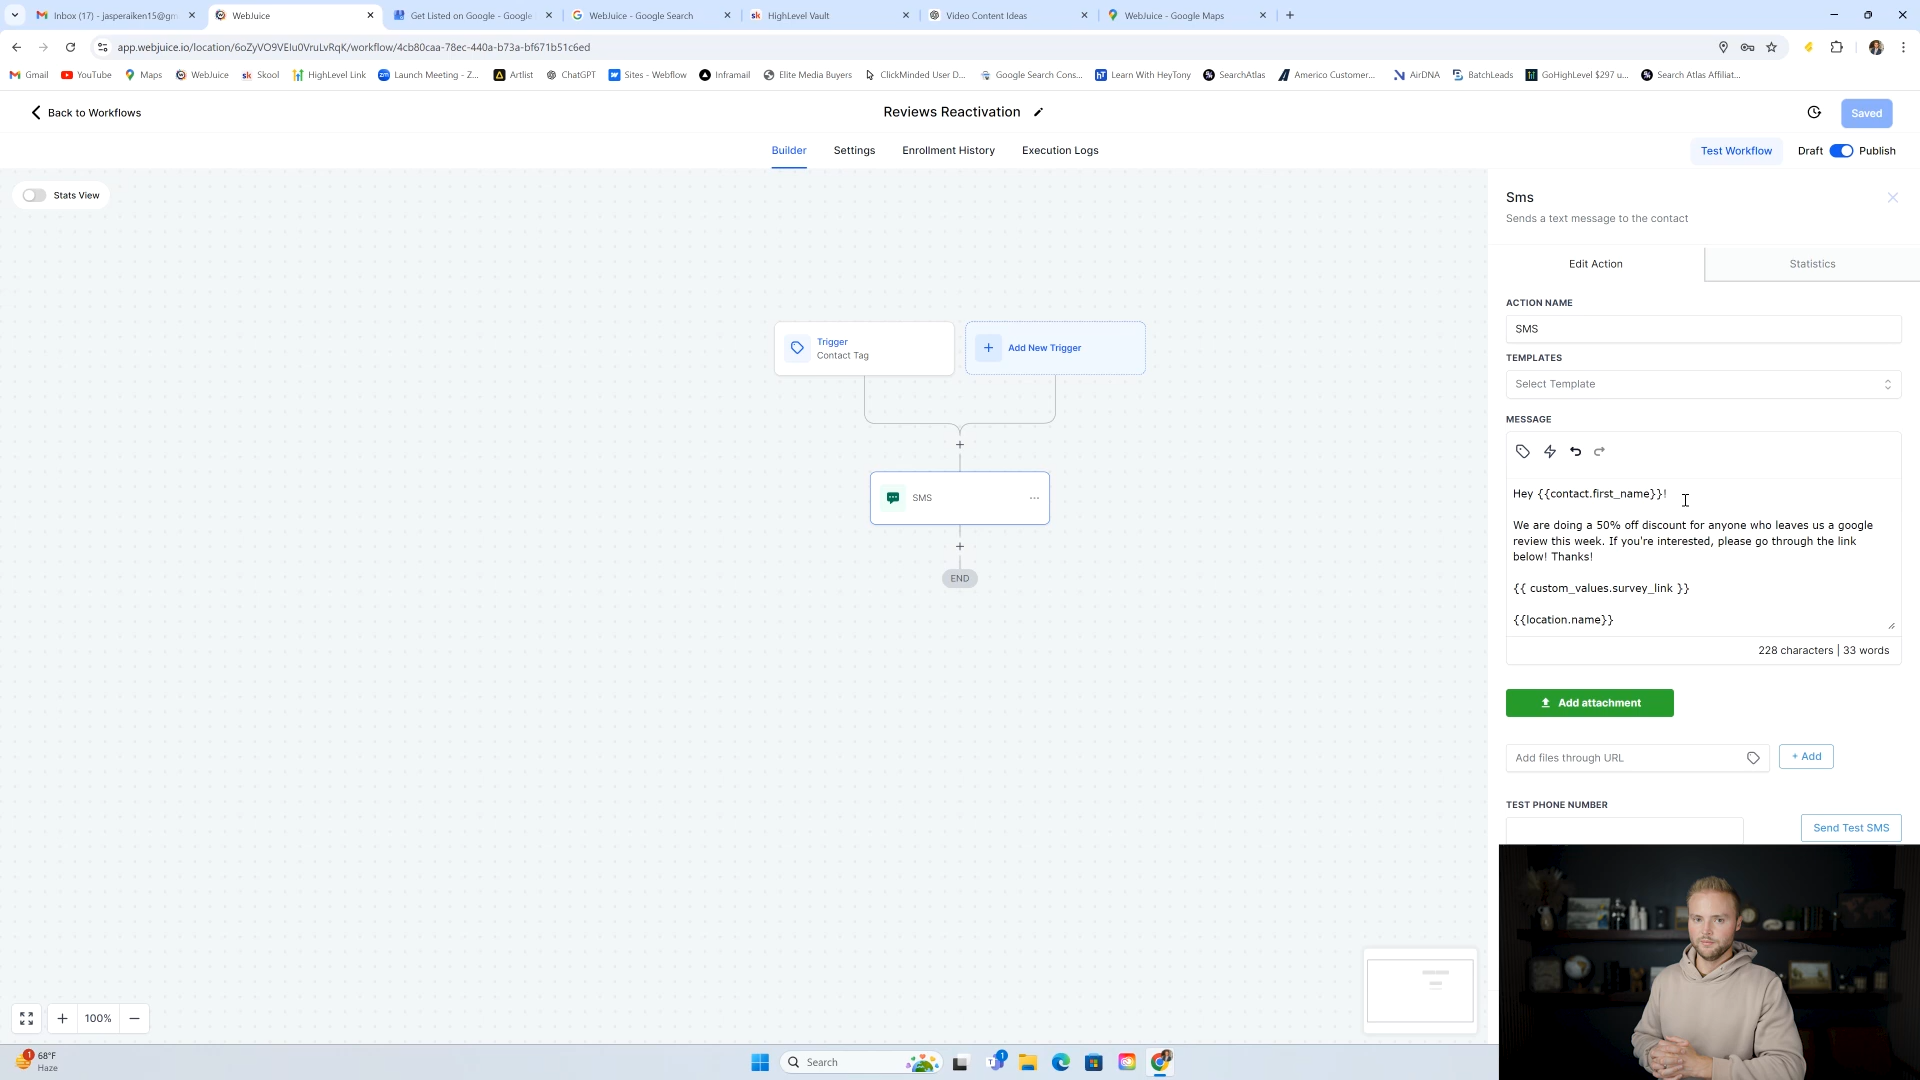 Inbox (17) - jasperaiken15@gm
WebJuice
Get Listed on Google - Google
WebJuice - Google Search
HighLevel Vault
Video Content Ideas
WebJuice - Google Maps
app.webjuice.io/location/6oZyVO9VEIu0VruLvRqK/workflow/4cb80caa-78ec-440a-b73a-bf671b51c6ed
Gmail
YouTube
Maps
WebJuice
Skool
HighLevel Link
Launch Meeting - Z...
Artlist
ChatGPT
Sites - Webflow
Inframail
Elite Media Buyers
ClickMinded User D...
Google Search Cons...
Learn With HeyTony
SearchAtlas
Americo Customer...
AirDNA
BatchLeads
GoHighLevel $297 u...
Search Atlas Affiliat...
Back to Workflows
Reviews Reactivation
Saved
Builder
Settings
Enrollment History
Execution Logs
Test Workflow
Draft
Publish
Stats View
Trigger
Contact Tag
Add New Trigger
SMS
END
100%
Sms
Sends a text message to the contact
Edit Action
Statistics
ACTION NAME
SMS
TEMPLATES
Select Template
MESSAGE
Hey {{contact.first_name}}!
We are doing a 50% off discount for anyone who leaves us a google
review this week. If you're interested, please go through the link
below! Thanks!
{{ custom_values.survey_link }}
{{location.name}}
228 characters | 33 words
Add attachment
Add files through URL
+ Add
TEST PHONE NUMBER
Send Test SMS
1
68°F
Haze
Search
1